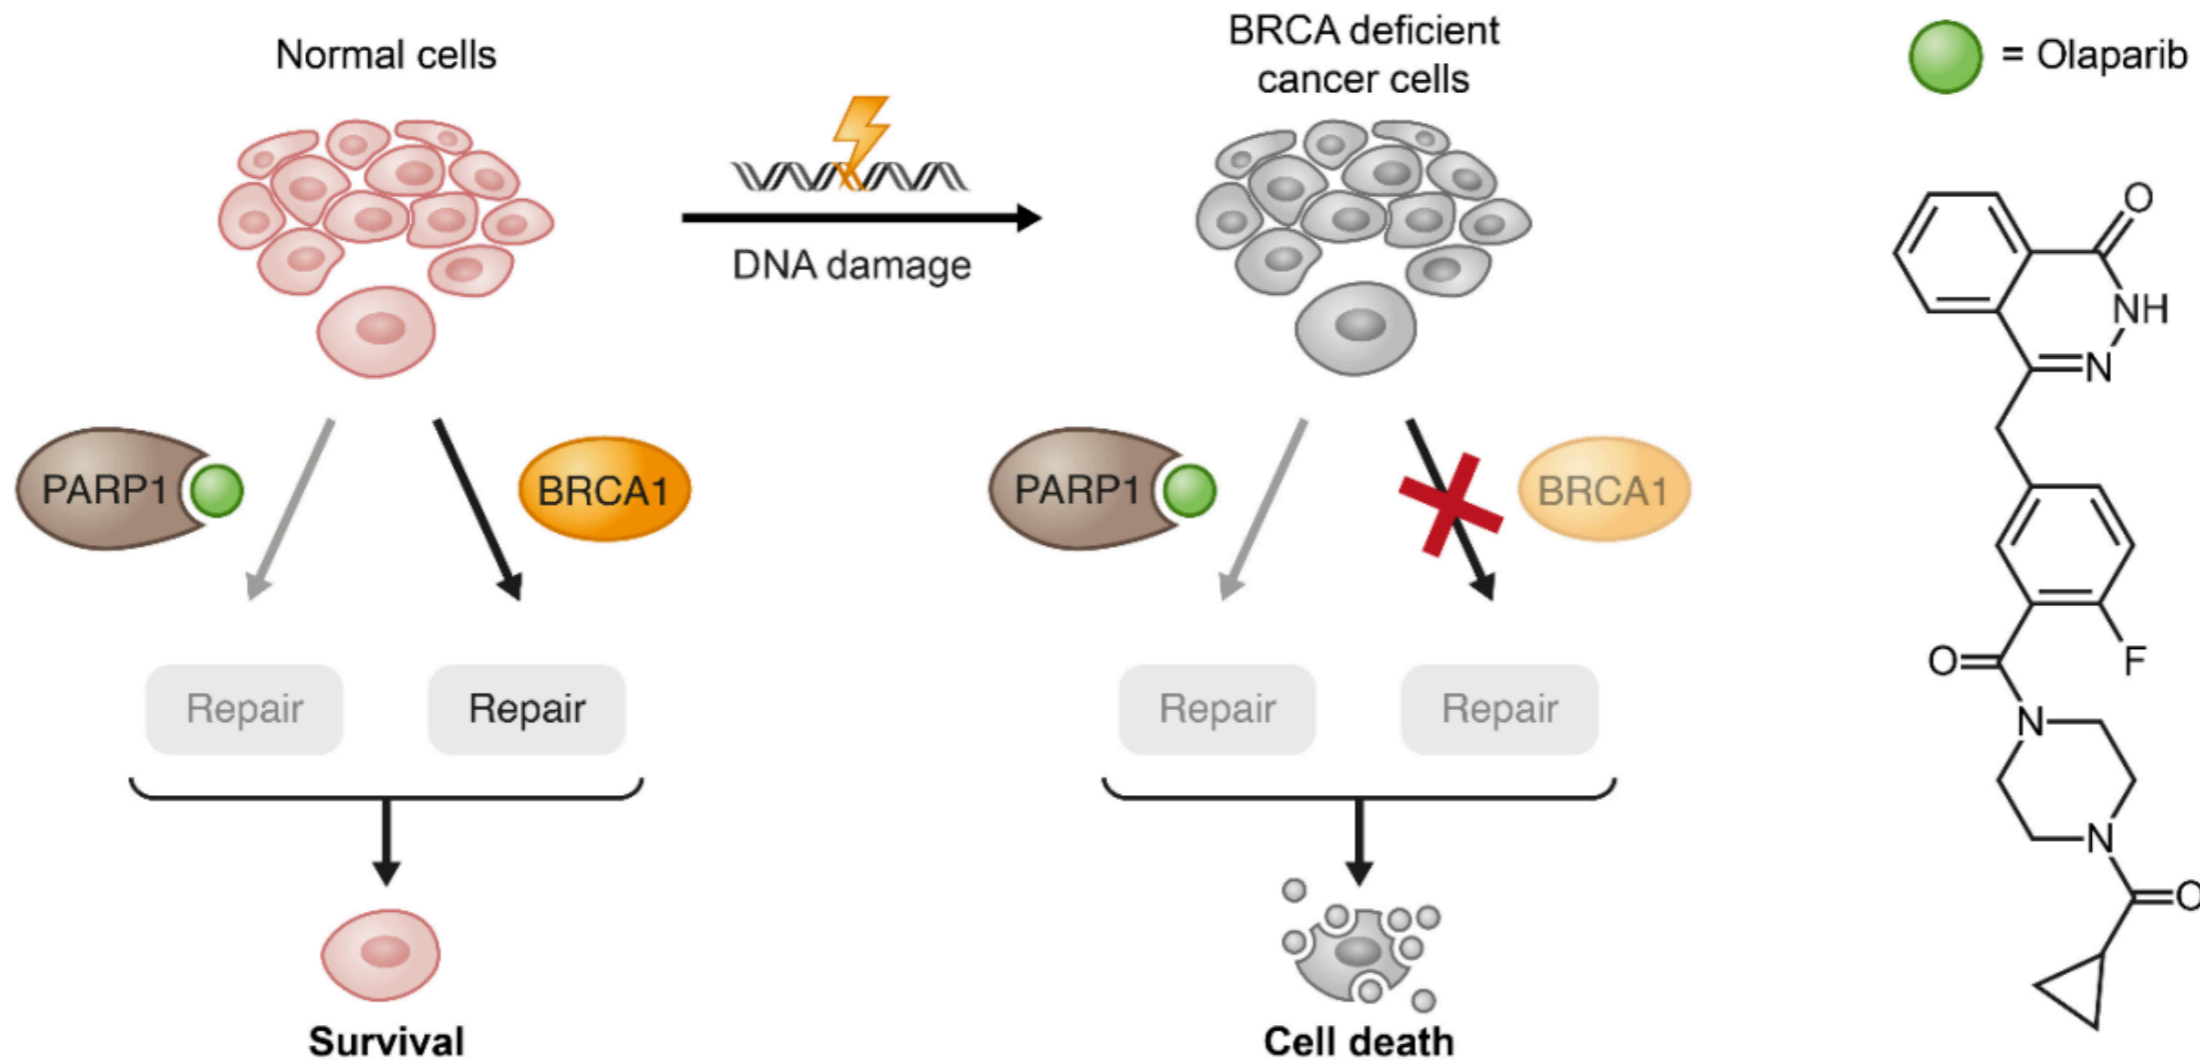 Normal cells
DNA damage
BRCA deficient
cancer cells
= Olaparib
PARP1
BRCA1
PARP1
BRCA1
Repair
Repair
Repair
Repair
Survival
Cell death
O
NH
N
F
O
N
N
O